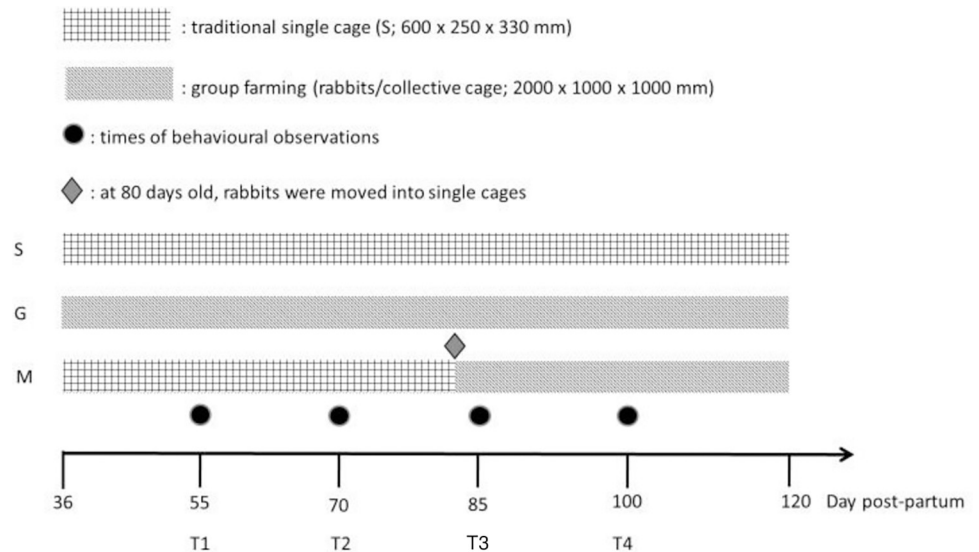 : traditional single cage (S; 600 x 250 x 330 mm)
: group farming (rabbits/collective cage; 2000 x 1000 x 1000 mm)
: times of behavioural observations
: at 80 days old, rabbits were moved into single cages
S
G
M
36 55 70 85 100 120 Day post-partum
T1 T2 T3 T4